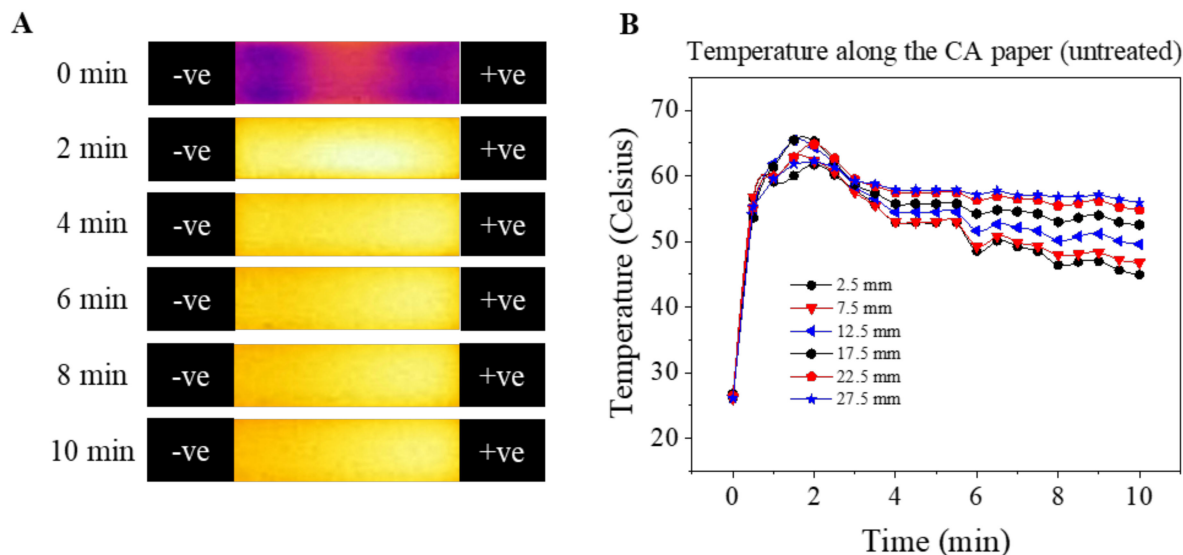 A
0 min -ve +ve
2 min -ve +ve
4 min -ve +ve
6 min -ve +ve
8 min -ve +ve
10 min -ve +ve
B
Temperature along the CA paper (untreated)
Temperature (Celsius)
70
60
50
40
30
20
2.5 mm
7.5 mm
12.5 mm
17.5 mm
22.5 mm
27.5 mm
0 2 4 6 8 10
Time (min)